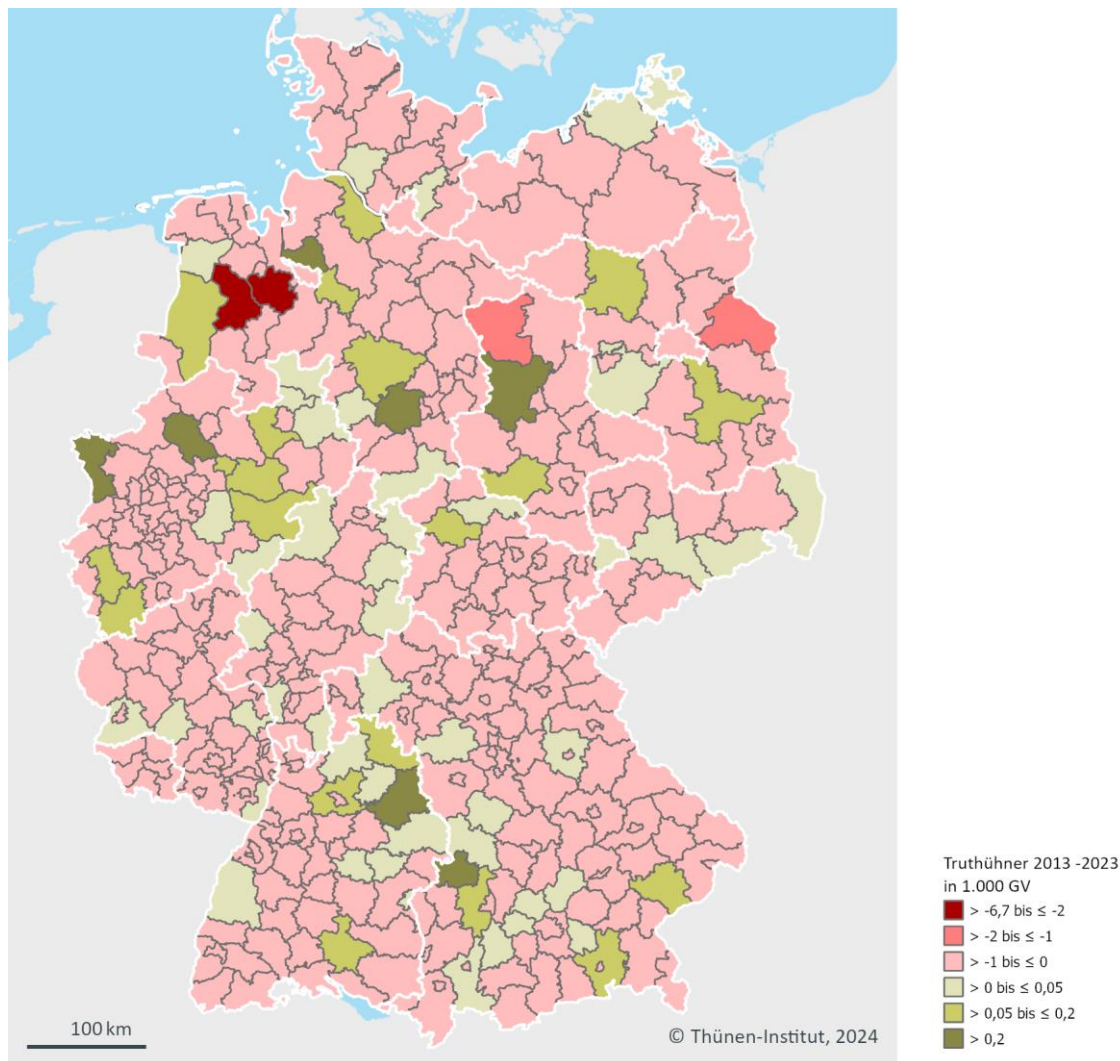 Truthühner 2013 -2023
in 1.000 GV
> -6,7 bis ≤ -2
> -2 bis ≤ -1
> -1 bis ≤ 0
> 0 bis ≤ 0,05
> 0,05 bis ≤ 0,2
> 0,2
100 km
© Thünen-Institut, 2024